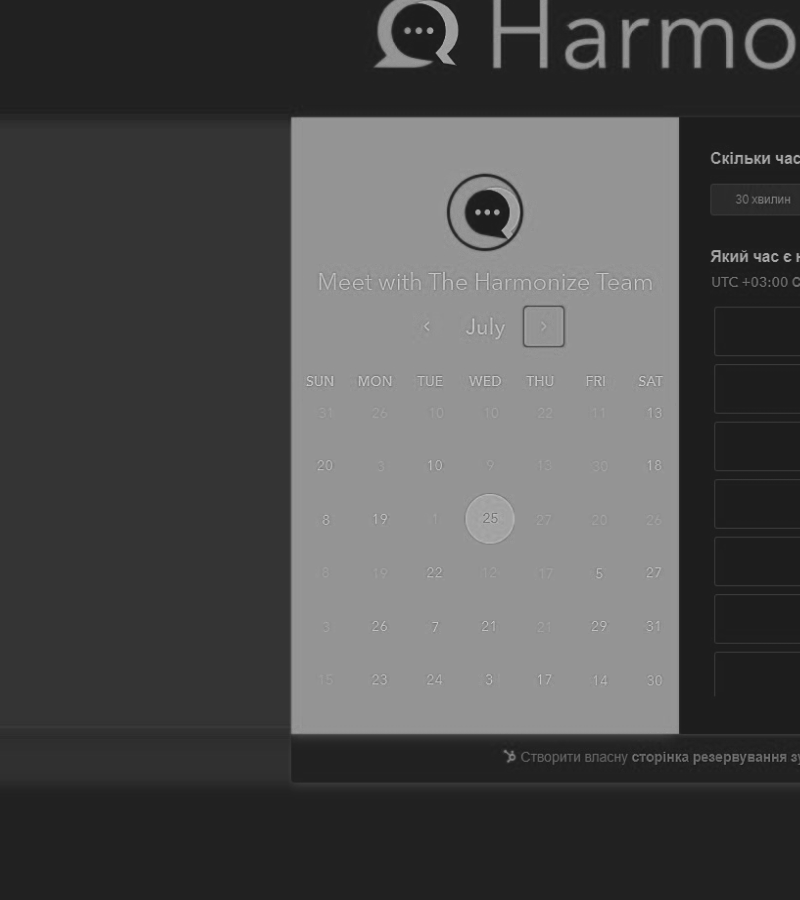 Harmo
Meet with The Harmonize Team
‹ July ›
SUN MON TUE WED THU FRI SAT
31 26 10 10 22 11 13
20 3 10 9 15 30 18
8 19 4 25 27 20 26
8 19 22 12 17 5 27
3 26 7 21 21 29 31
15 23 24 3 17 14 30
Скільки час
30 хвилин
Який час є
UTC +03:00
Створити власну сторінка резервування